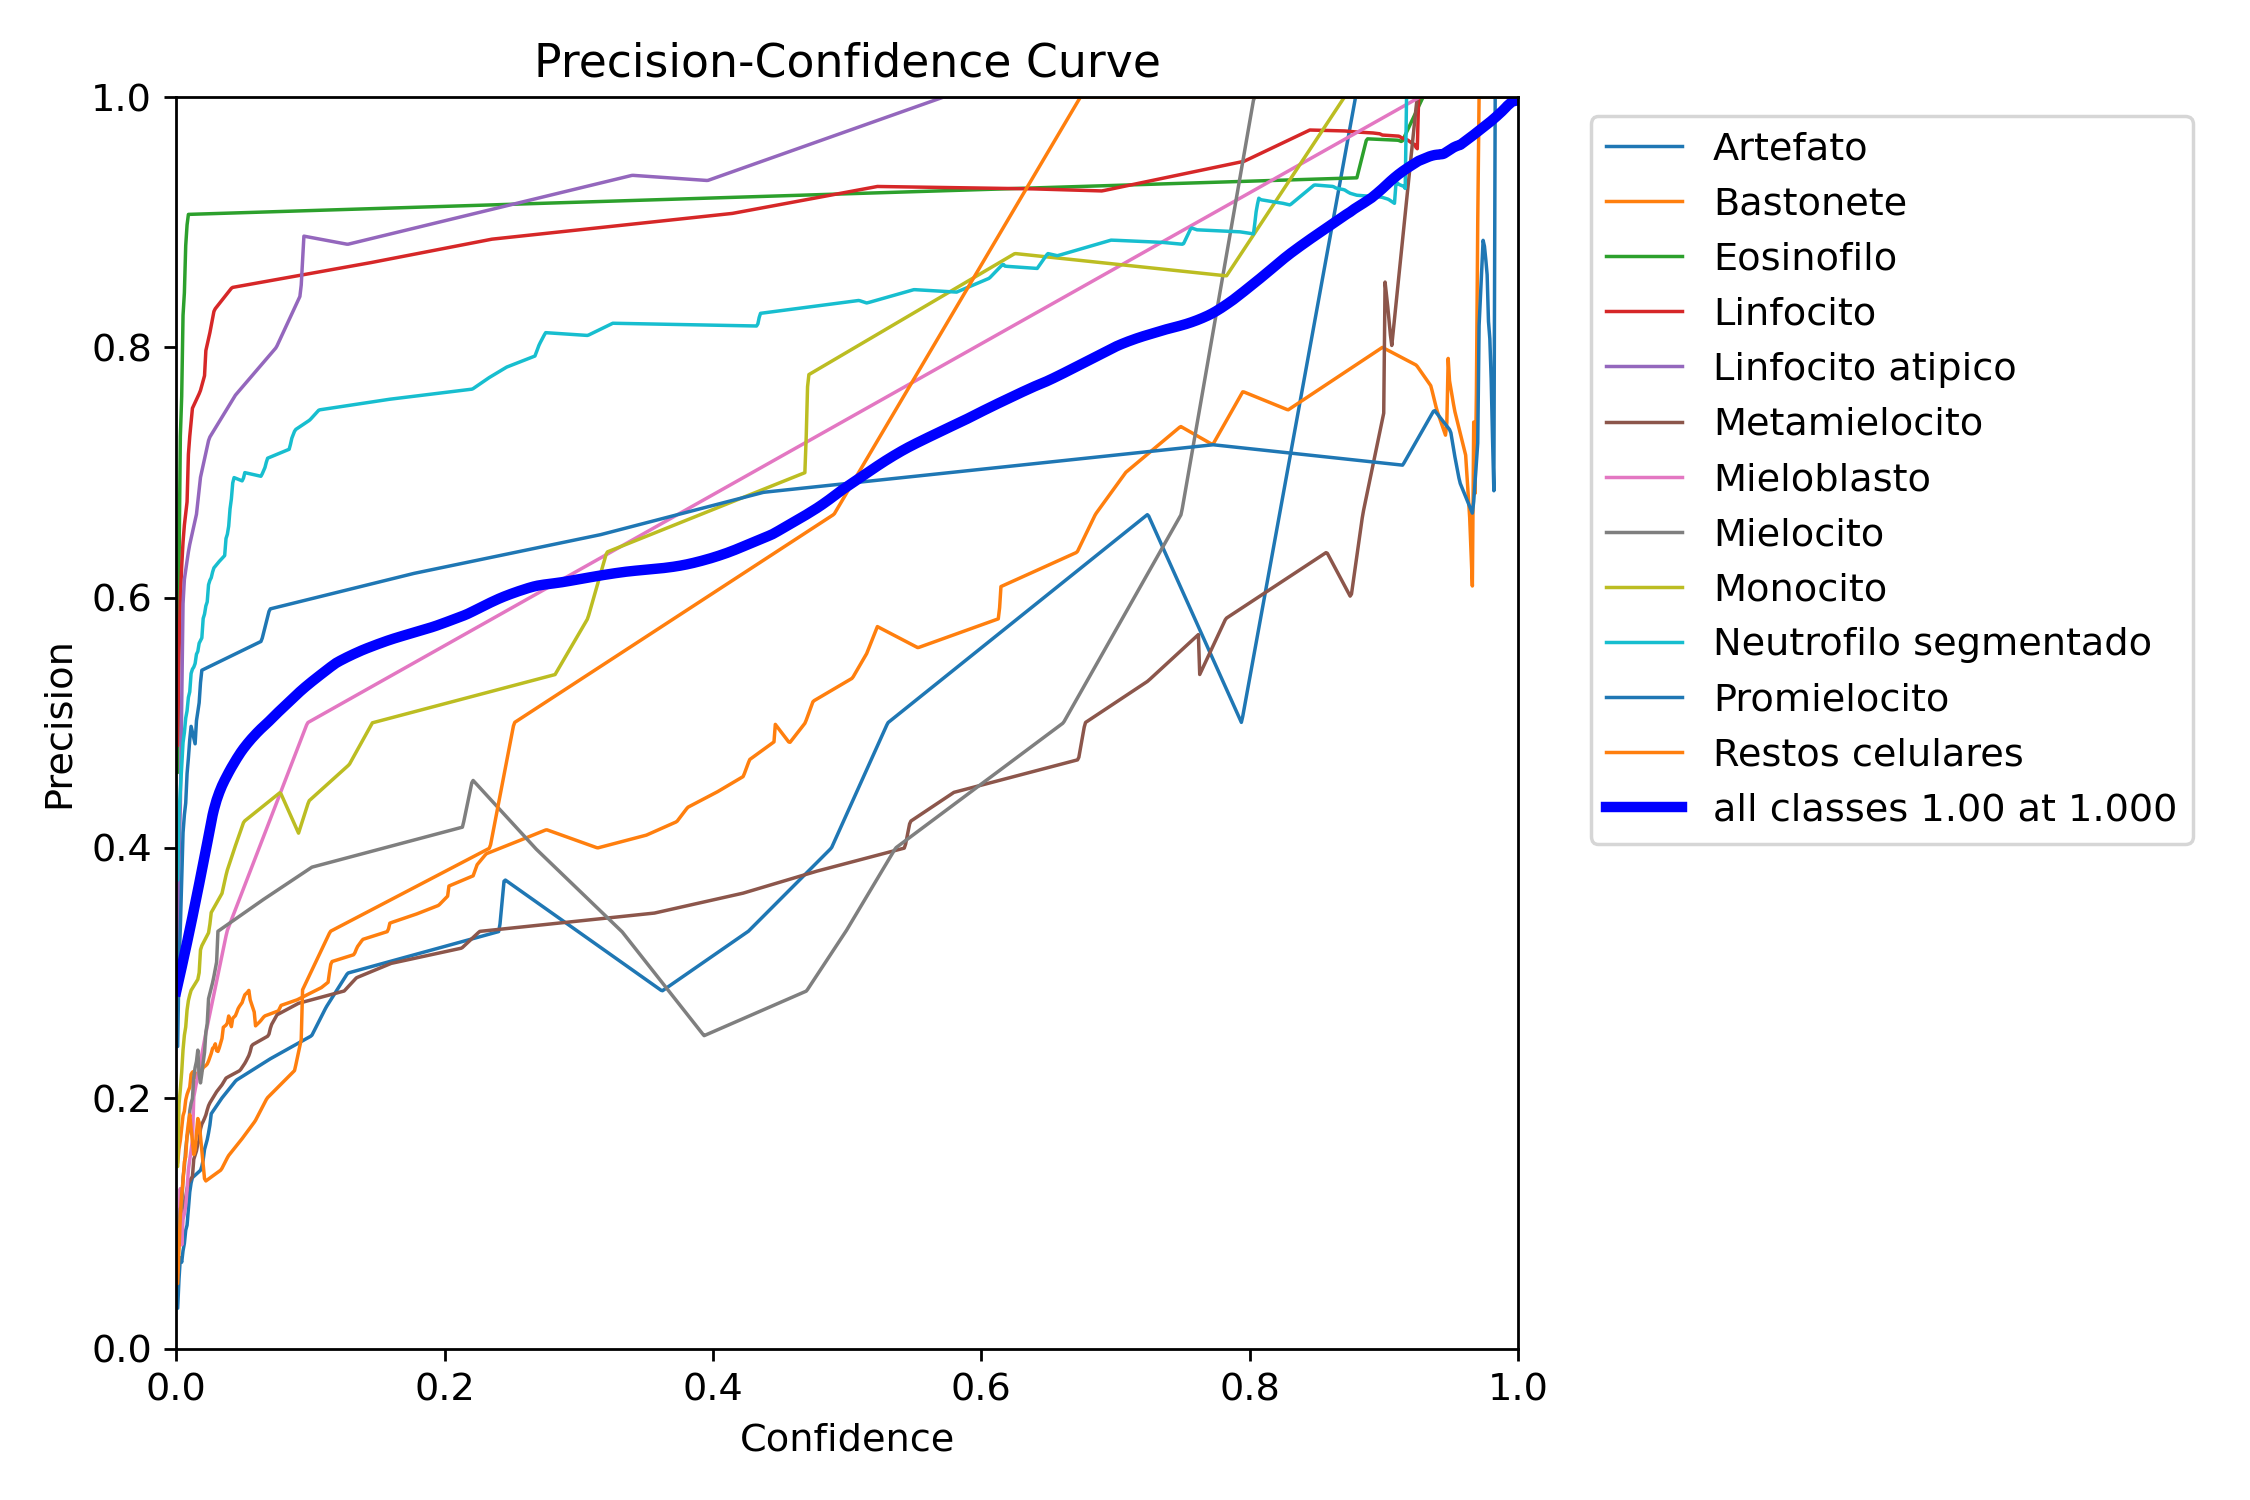 Precision-Confidence Curve
1.0
0.8
0.6
0.4
0.2
0.0
Precision
0.0 0.2 0.4 0.6 0.8 1.0
Confidence
Artefato
Bastonete
Eosinofilo
Linfocito
Linfocito atipico
Metamielocito
Mieloblasto
Mielocito
Monocito
Neutrofilo segmentado
Promielocito
Restos celulares
all classes 1.00 at 1.000